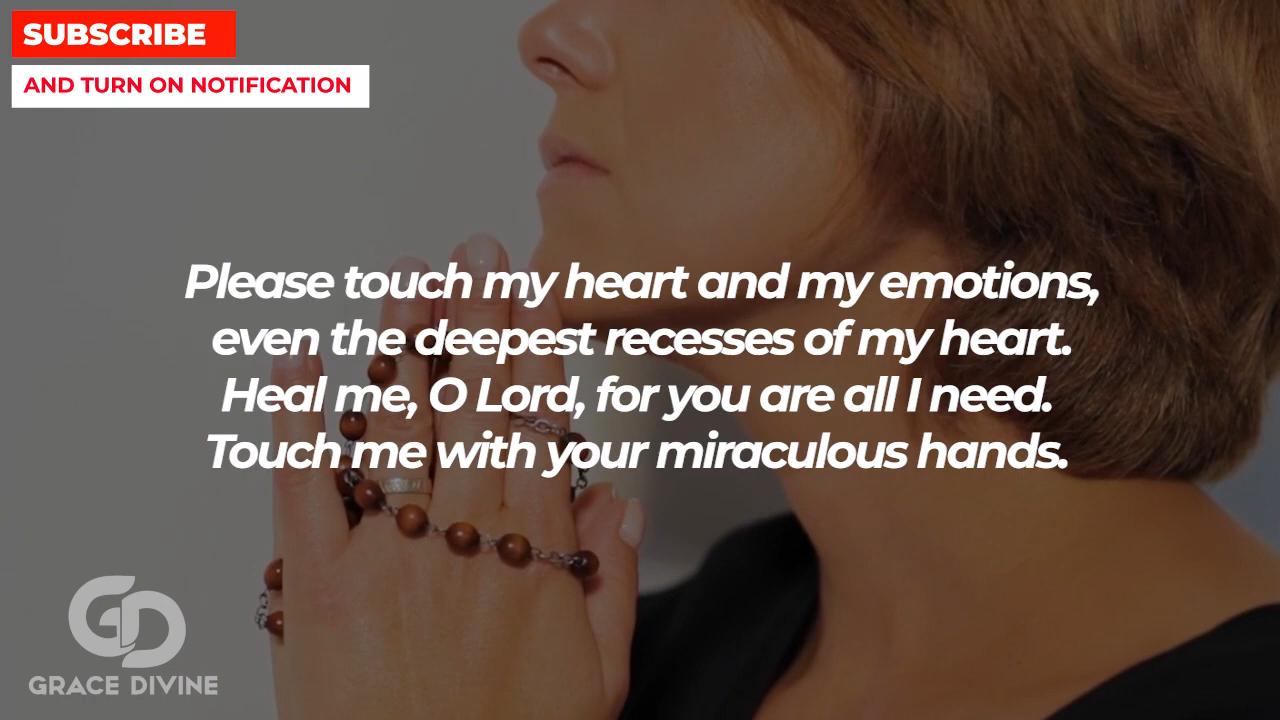 SUBSCRIBE
AND TURN ON NOTIFICATION
Please touch my heart and my emotions,
even the deepest recesses of my heart.
Heal me, O Lord, for you are all I need.
Touch me with your miraculous hands.
GD
GRACE DIVINE